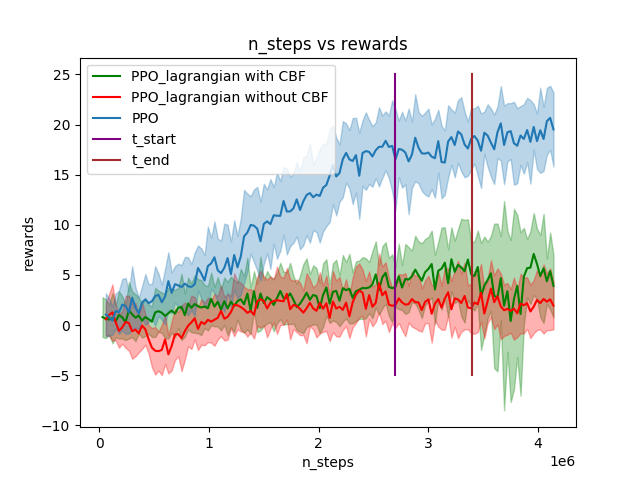 n_steps vs rewards
PPO_lagrangian with CBF
PPO_lagrangian without CBF
PPO
t_start
t_end
rewards
25
20
15
10
5
0
−5
−10
0
1
2
3
4
1e6
n_steps